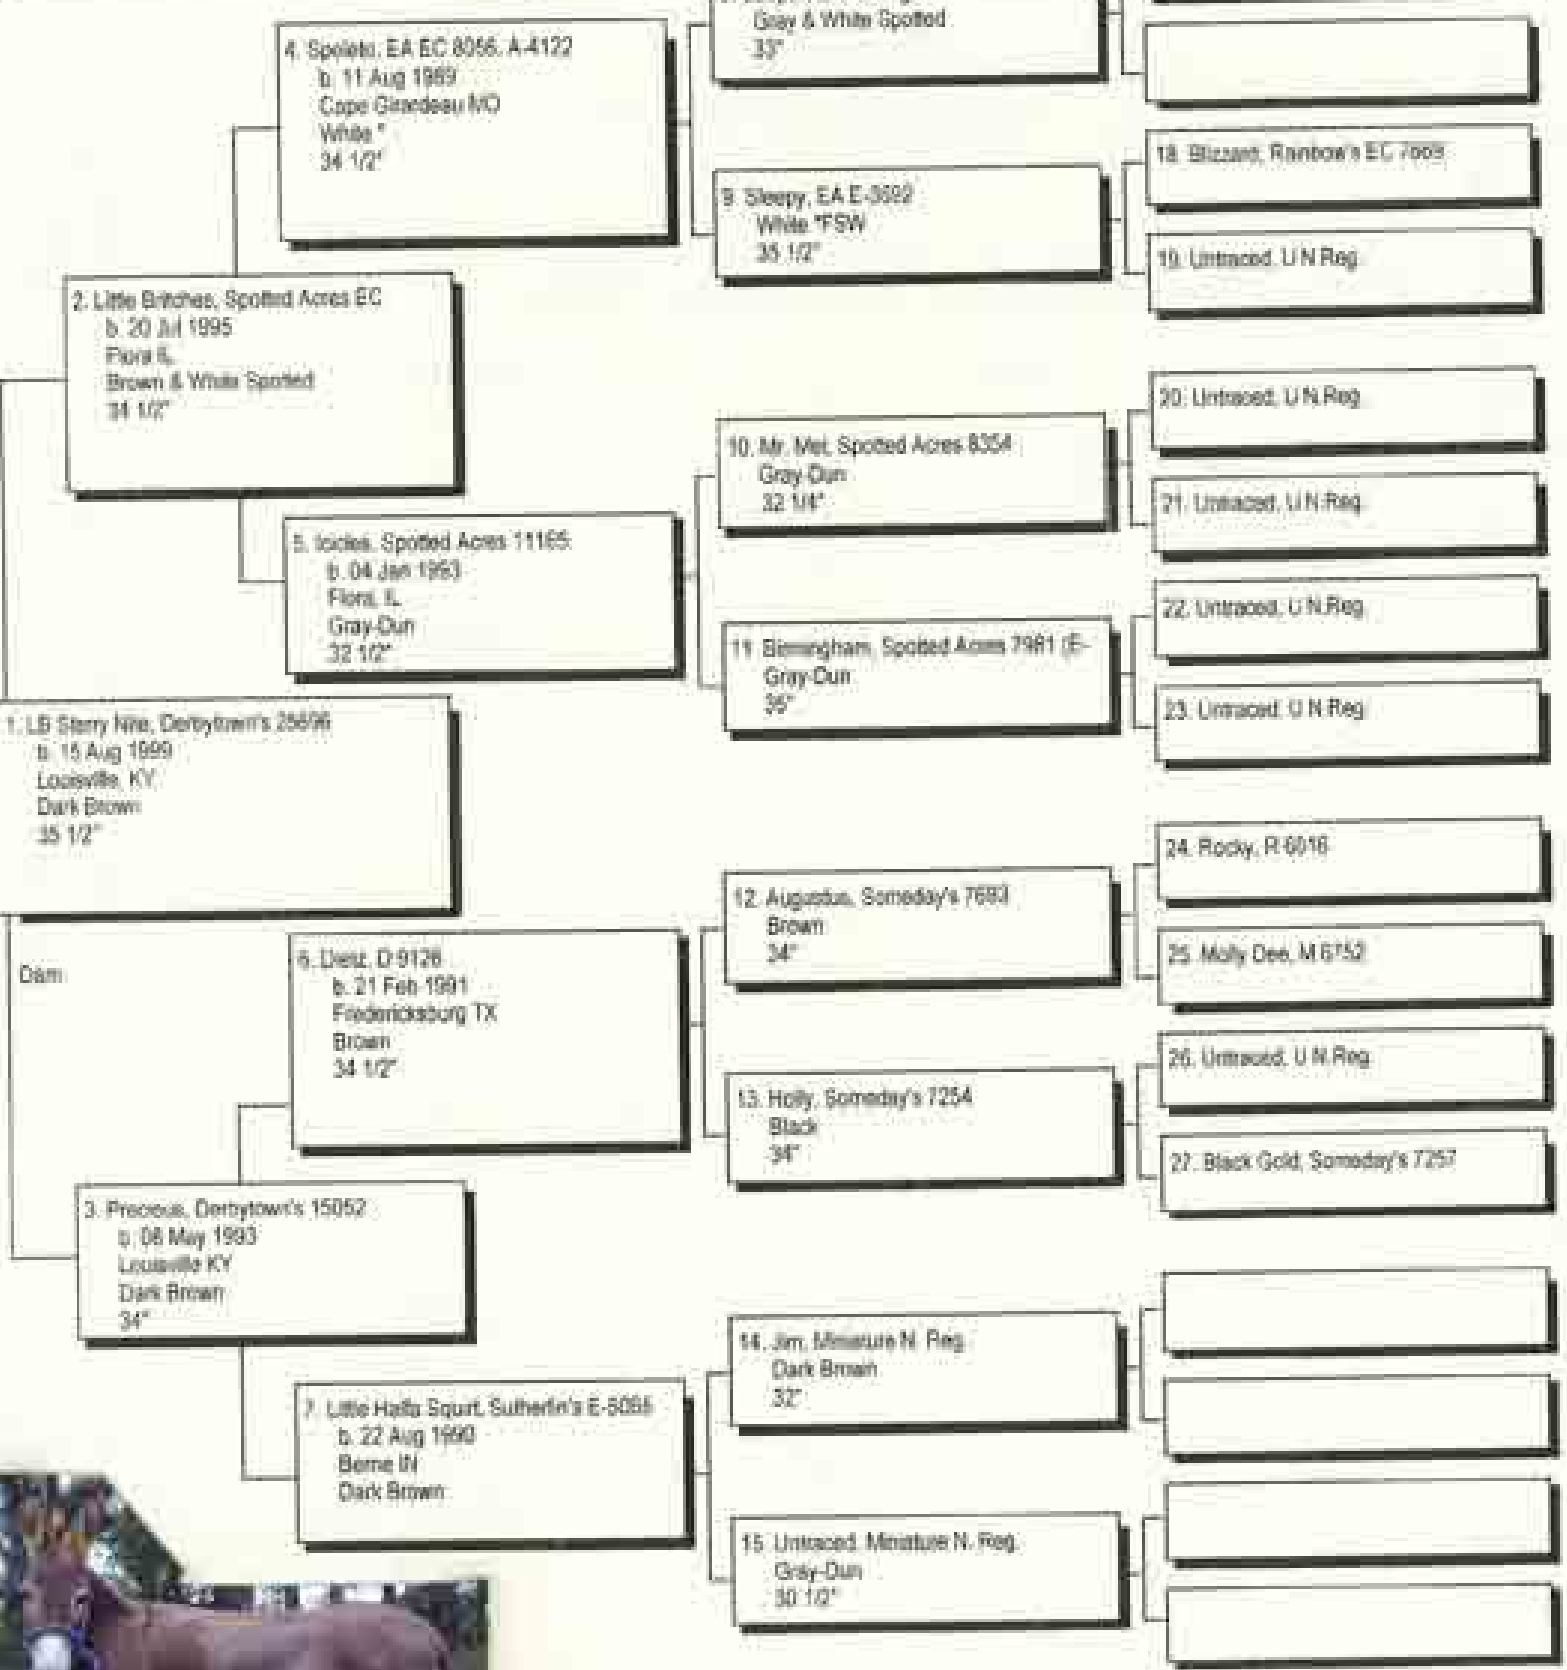 Gray & White Spotted
33"
4. Spoleto, EA EC 8056, A-4122
b. 11 Aug 1989
Cape Girardeau MO
White *
34 1/2"
18. Blizzard, Rainbow's EC
9. Sleepy, EA E-3692
White *FSW
35 1/2"
19. Untraced, U N.Reg.
2. Little Britches, Spotted Acres EC
b. 20 Jul 1995
Flora IL
Brown & White Spotted
34 1/2"
20. Untraced, U N.Reg.
10. Mr. Met, Spotted Acres 8354
Gray-Dun
32 1/4"
21. Untraced, U N.Reg.
5. Icicles, Spotted Acres 11165
b. 04 Jan 1993
Flora, IL
Gray-Dun
32 1/2"
22. Untraced, U N.Reg.
11. Birmingham, Spotted Acres 7981 (E-
Gray-Dun
35"
23. Untraced, U N.Reg.
1. LB Starry Nite, Derbytown's
b. 15 Aug 1999
Louisville, KY
Dark Brown
35 1/2"
24. Rocky, R 6016
12. Augustus, Someday's 7693
Brown
34"
25. Molly Dee, M 6752
Dam
6. Dietz, D 9126
b. 21 Feb 1991
Fredericksburg TX
Brown
34 1/2"
26. Untraced, U N.Reg.
13. Holly, Someday's 7254
Black
34"
27. Black Gold, Someday's 7257
3. Precious, Derbytown's 15052
b. 06 May 1993
Louisville KY
Dark Brown
34"
14. Jim, Miniature N. Reg.
Dark Brown
32"
7. Little Halfa Squirt, Sutherlin's
b. 22 Aug 1990
Berne IN
Dark Brown
15. Untraced, Miniature N. Reg.
Gray-Dun
30 1/2"